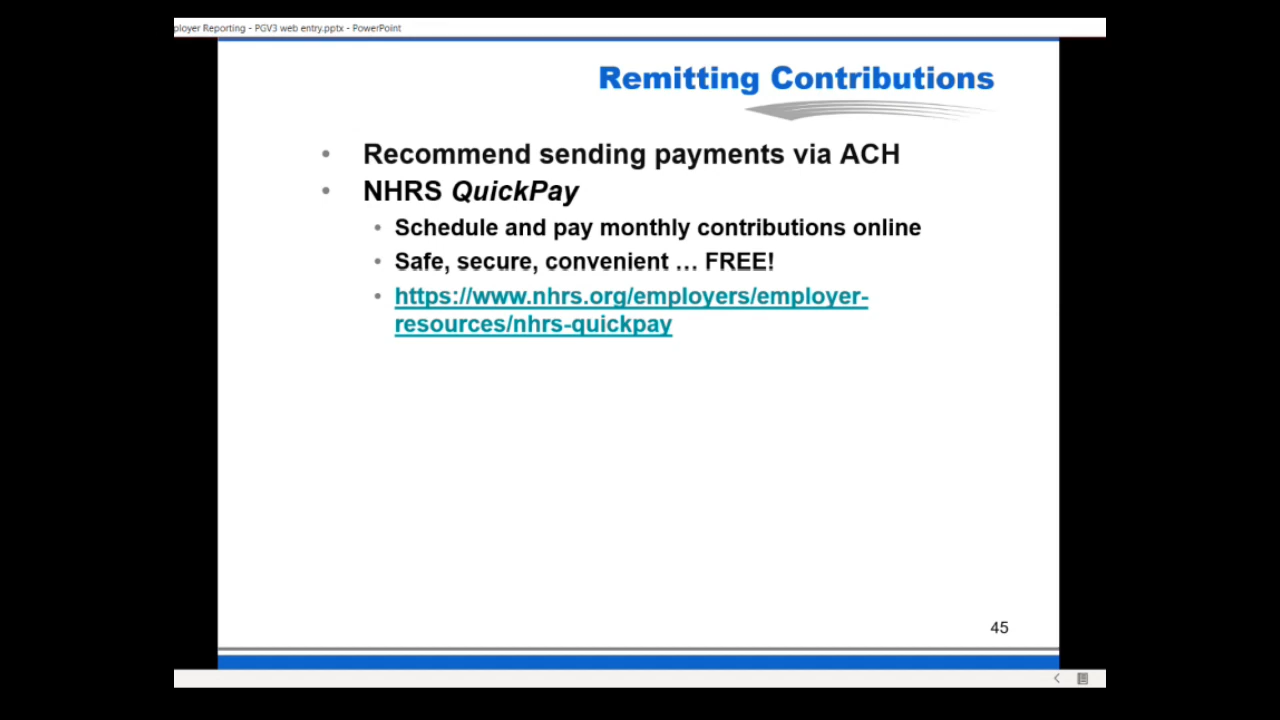 ployer Reporting - PGV3 web entry.pptx - PowerPoint
Remitting Contributions
• Recommend sending payments via ACH
• NHRS QuickPay
• Schedule and pay monthly contributions online
• Safe, secure, convenient … FREE!
• https://www.nhrs.org/employers/employer-
resources/nhrs-quickpay
45